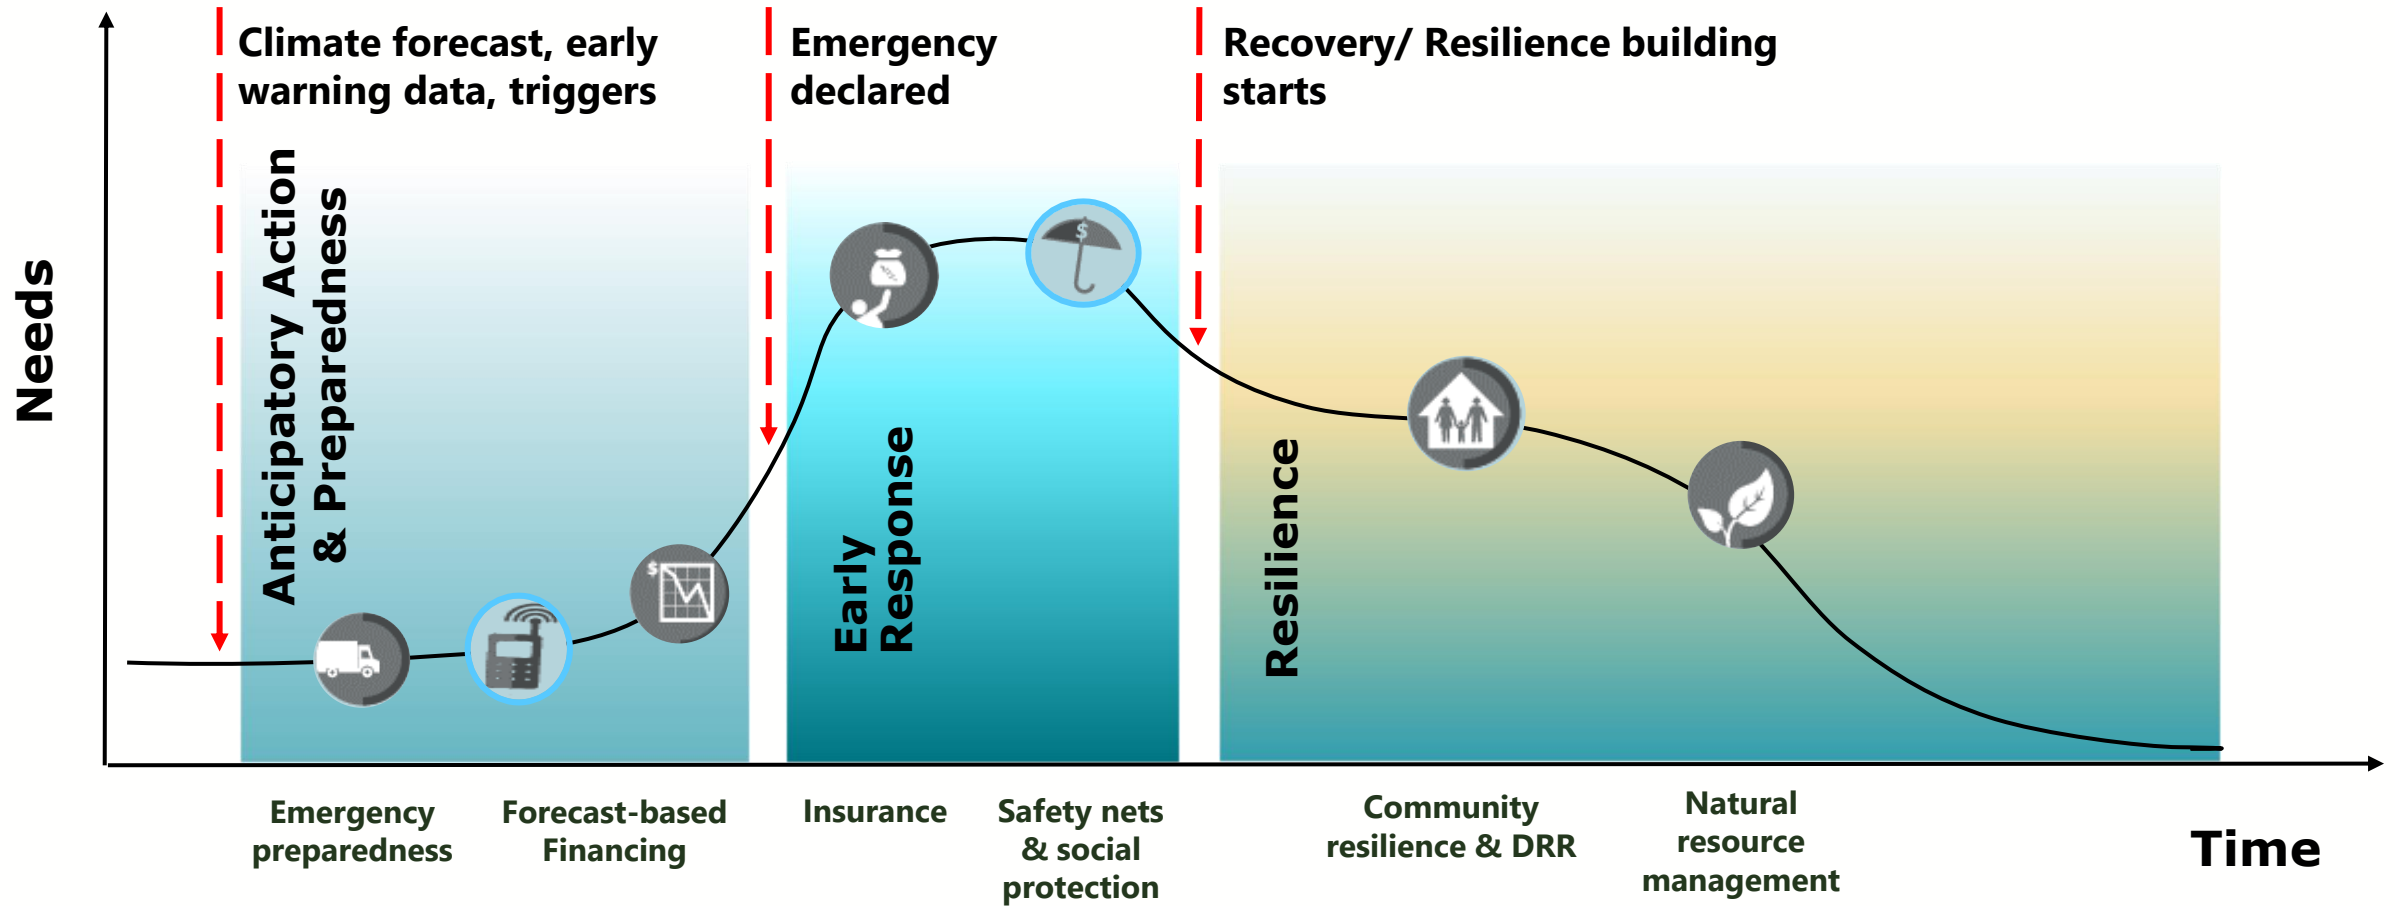 Climate forecast, early
warning data, triggers
Emergency
declared
Recovery/ Resilience building
starts
Needs
Anticipatory Action
& Preparedness
Early
Response
Resilience
$
$
Emergency
preparedness
Forecast-based
Financing
Insurance
Safety nets
& social
protection
Community
resilience & DRR
Natural
resource
management
Time